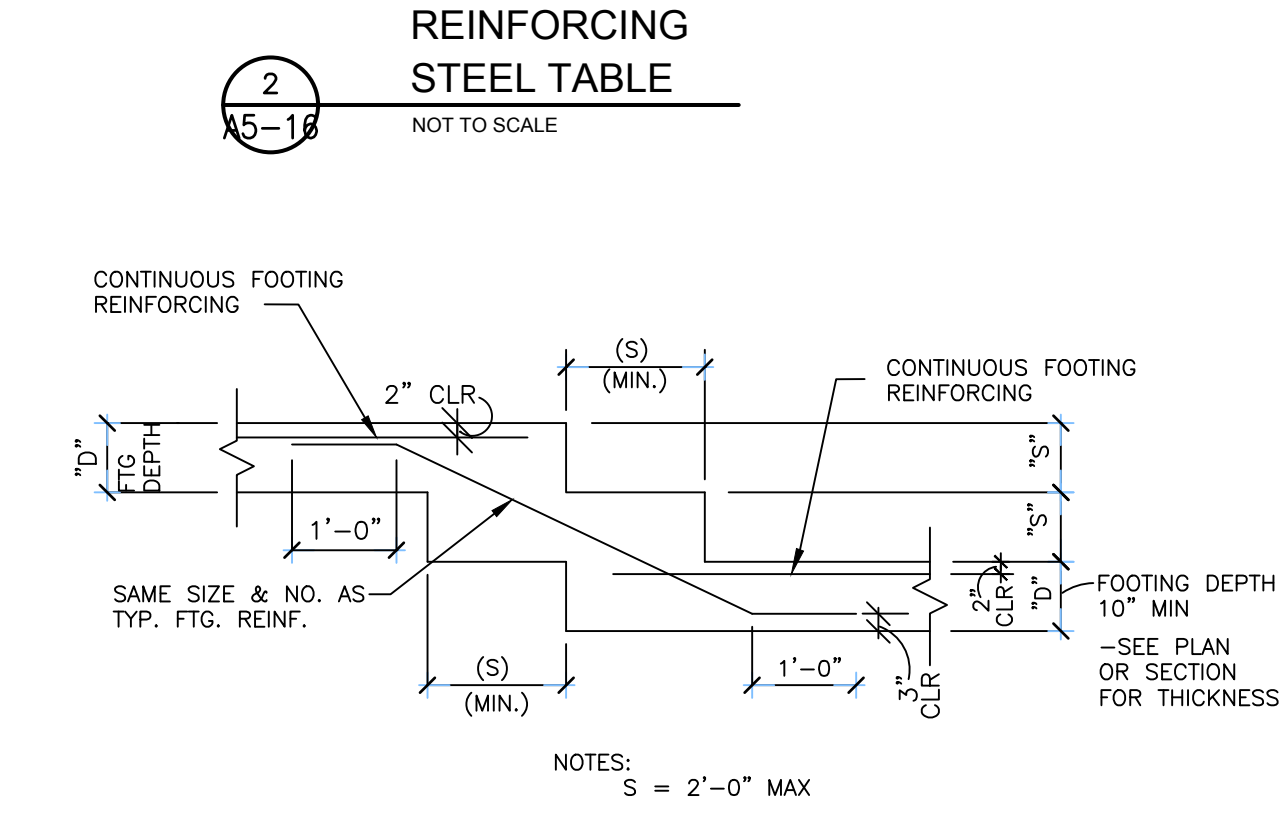 REINFORCING
STEEL TABLE
2
A5-16
NOT TO SCALE
CONTINUOUS FOOTING
REINFORCING
(S)
(MIN.)
CONTINUOUS FOOTING
REINFORCING
2" CLR
"D"
FTG
DEPTH
"S"
"S"
1'-0"
SAME SIZE & NO. AS
TYP. FTG. REINF.
2"
CLR
"D"
FOOTING DEPTH
10" MIN
-SEE PLAN
OR SECTION
FOR THICKNESS
(S)
(MIN.)
1'-0"
3"
CLR
NOTES:
S = 2'-0" MAX